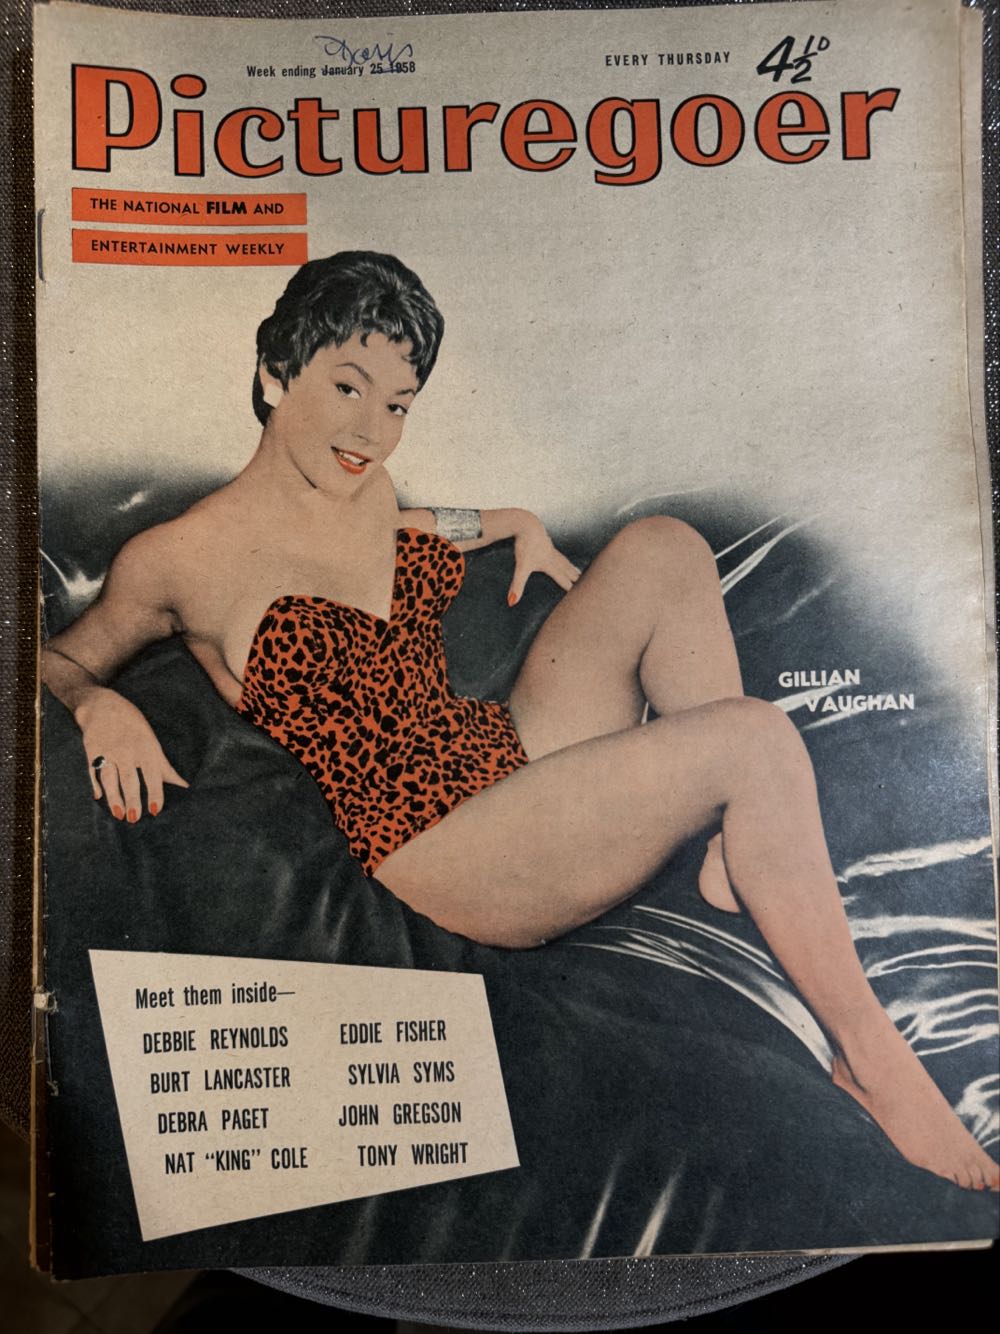 Doris
Week ending January 25 1958
EVERY THURSDAY
4½D
Picturegoer
THE NATIONAL FILM AND
ENTERTAINMENT WEEKLY
GILLIAN
VAUGHAN
Meet them inside—
DEBBIE REYNOLDS EDDIE FISHER
BURT LANCASTER SYLVIA SYMS
DEBRA PAGET JOHN GREGSON
NAT “KING” COLE TONY WRIGHT